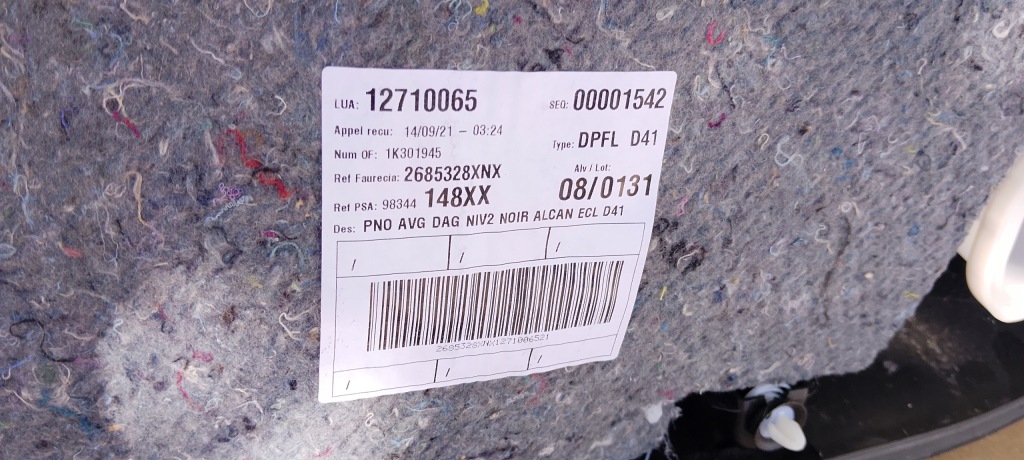 LUA: 12710065 SEQ: 00001542
Appel recu: 14/09/21 – 03:24
Type: DPFL D41
Num OF: 1K301945
Ref Faurecia: 2685328XNX
Alv / Lot:
08/0131
Ref PSA: 98344 148XX
Des: PNO AVG DAG NIV2 NOIR ALCAN ECL D41
/ / /
2685328XNX1271006521
/ / /